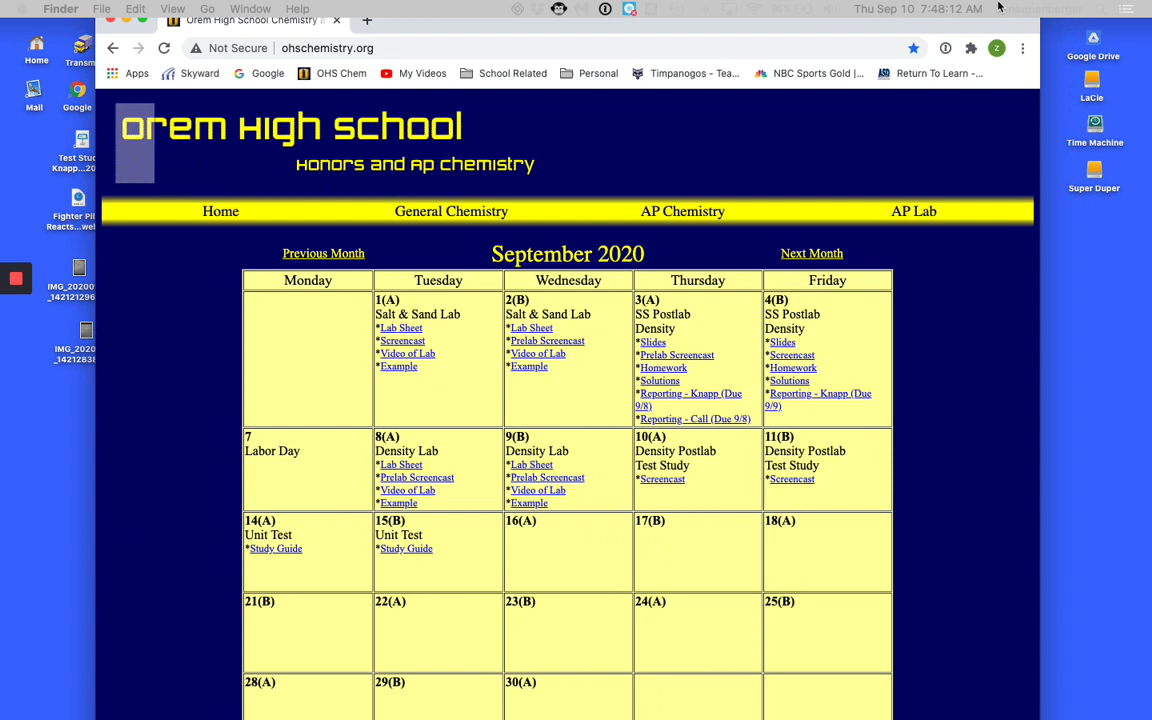 Finder File Edit View Go Window Help Thu Sep 10 7:48:12 AM
Orem High School Chemistry a × +
Not Secure | ohschemistry.org Z
Apps Skyward Google OHS Chem My Videos School Related Personal Timpanogos - Tea... NBC Sports Gold |... Return To Learn -...
Home
Mail
Google
Fighter Pil
Reacts...wel
IMG_202009
_142121296
IMG_202009
_14212838
Google Drive
LaCie
Time Machine
Super Duper
Orem High School
Honors and AP Chemistry
Home General Chemistry AP Chemistry AP Lab
Previous Month September 2020 Next Month
Monday Tuesday Wednesday Thursday Friday
1(A)
Salt & Sand Lab
*Lab Sheet
*Screencast
*Video of Lab
*Example
2(B)
Salt & Sand Lab
*Lab Sheet
*Prelab Screencast
*Video of Lab
*Example
3(A)
SS Postlab
Density
*Slides
*Prelab Screencast
*Homework
*Solutions
*Reporting - Knapp (Due
9/8)
*Reporting - Call (Due 9/8)
4(B)
SS Postlab
Density
*Slides
*Screencast
*Homework
*Solutions
*Reporting - Knapp (Due
9/9)
7
Labor Day
8(A)
Density Lab
*Lab Sheet
*Prelab Screencast
*Video of Lab
*Example
9(B)
Density Lab
*Lab Sheet
*Prelab Screencast
*Video of Lab
*Example
10(A)
Density Postlab
Test Study
*Screencast
11(B)
Density Postlab
Test Study
*Screencast
14(A)
Unit Test
*Study Guide
15(B)
Unit Test
*Study Guide
16(A)
17(B)
18(A)
21(B)
22(A)
23(B)
24(A)
25(B)
28(A)
29(B)
30(A)